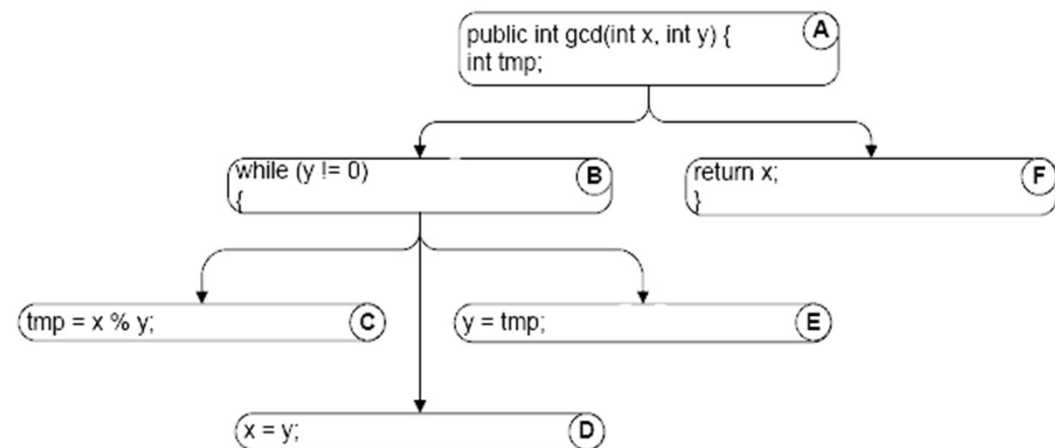 public int gcd(int x, int y) {
int tmp;
A
while (y != 0)
{
B
return x;
}
F
tmp = x % y;
C
y = tmp;
E
x = y;
D